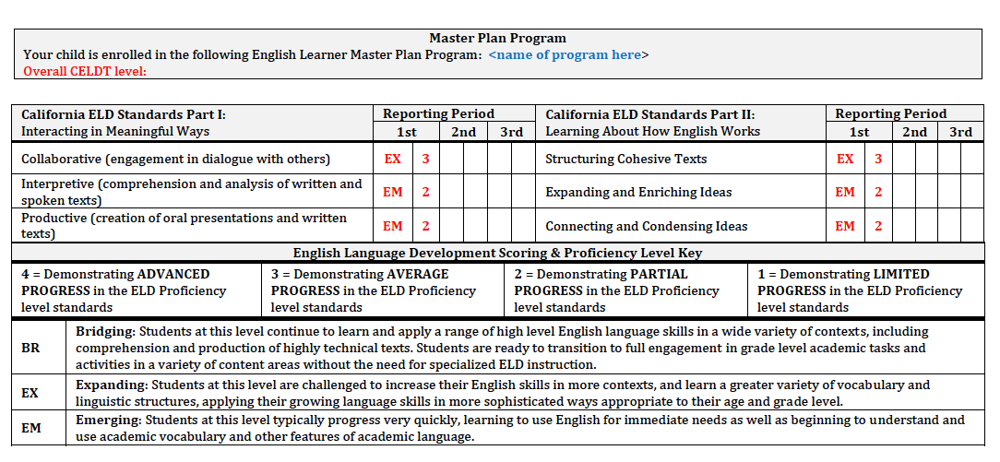 Master Plan Program
Your child is enrolled in the following English Learner Master Plan Program: <name of program here>
Overall CELDT level:
California ELD Standards Part I:
Interacting in Meaningful Ways
Reporting Period
1st 2nd 3rd
California ELD Standards Part II:
Learning About How English Works
Reporting Period
1st 2nd 3rd
Collaborative (engagement in dialogue with others) EX 3 Structuring Cohesive Texts EX 3
Interpretive (comprehension and analysis of written and
spoken texts) EM 2 Expanding and Enriching Ideas EM 2
Productive (creation of oral presentations and written
texts) EM 2 Connecting and Condensing Ideas EM 2
English Language Development Scoring & Proficiency Level Key
4 = Demonstrating ADVANCED
PROGRESS in the ELD Proficiency
level standards
3 = Demonstrating AVERAGE
PROGRESS in the ELD Proficiency
level standards
2 = Demonstrating PARTIAL
PROGRESS in the ELD Proficiency
level standards
1 = Demonstrating LIMITED
PROGRESS in the ELD Proficiency
level standards
BR
Bridging: Students at this level continue to learn and apply a range of high level English language skills in a wide variety of contexts, including
comprehension and production of highly technical texts. Students are ready to transition to full engagement in grade level academic tasks and
activities in a variety of content areas without the need for specialized ELD instruction.
EX
Expanding: Students at this level are challenged to increase their English skills in more contexts, and learn a greater variety of vocabulary and
linguistic structures, applying their growing language skills in more sophisticated ways appropriate to their age and grade level.
EM
Emerging: Students at this level typically progress very quickly, learning to use English for immediate needs as well as beginning to understand and
use academic vocabulary and other features of academic language.